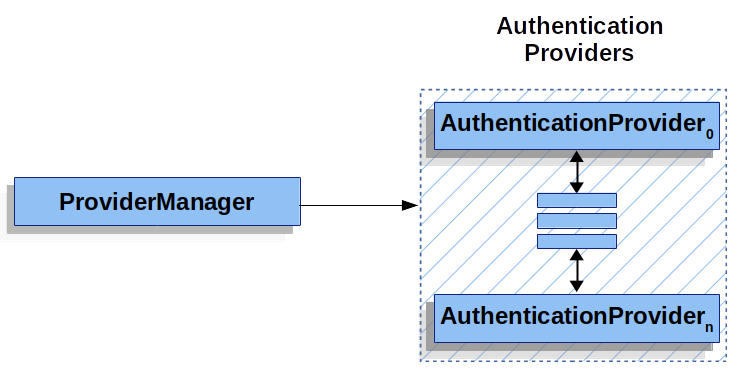 Authentication
Providers
AuthenticationProvider0
ProviderManager
AuthenticationProvidern